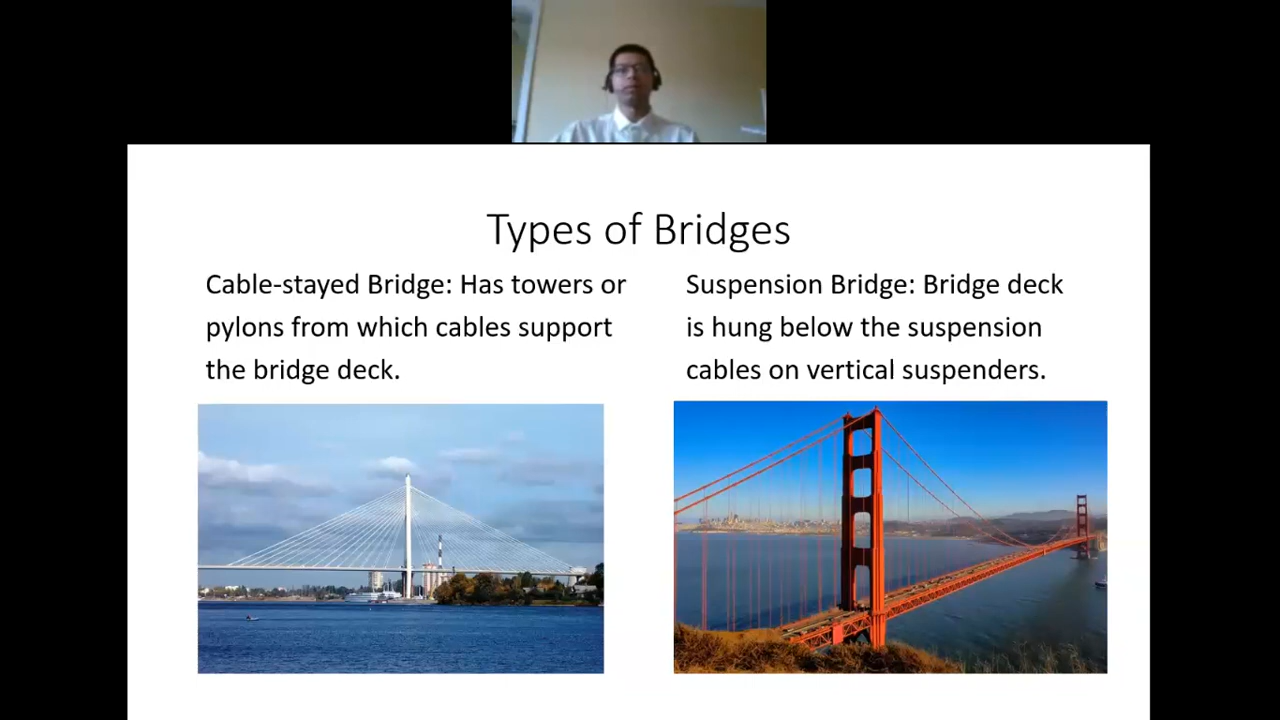 Types of Bridges
Cable-stayed Bridge: Has towers or
pylons from which cables support
the bridge deck.
Suspension Bridge: Bridge deck
is hung below the suspension
cables on vertical suspenders.